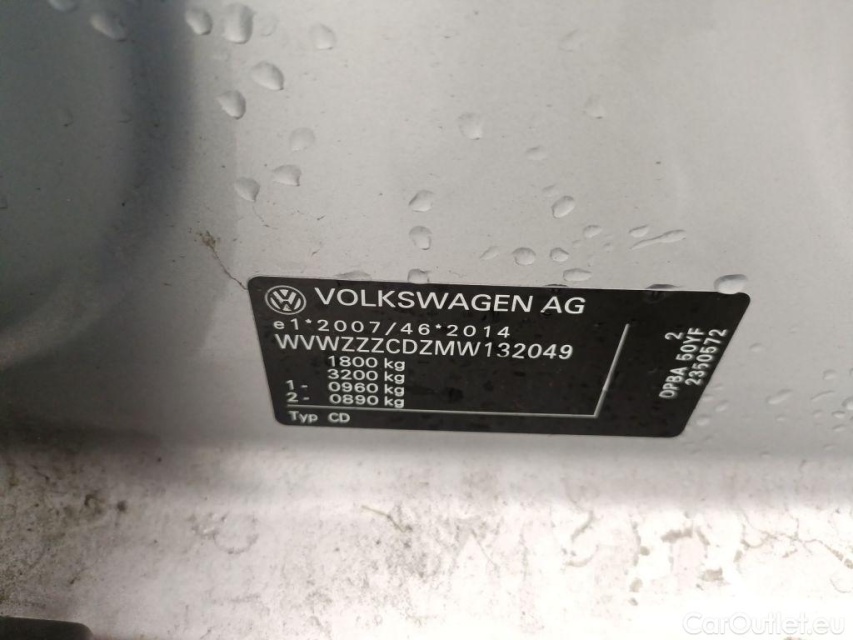 VOLKSWAGEN AG
e1*2007/46*2014
WVWZZZCDZMW132049
1800 kg
3200 kg
1- 0960 kg
2- 0890 kg
Typ CD
2
OPBA 50YF
2350572
CarOutlet.eu